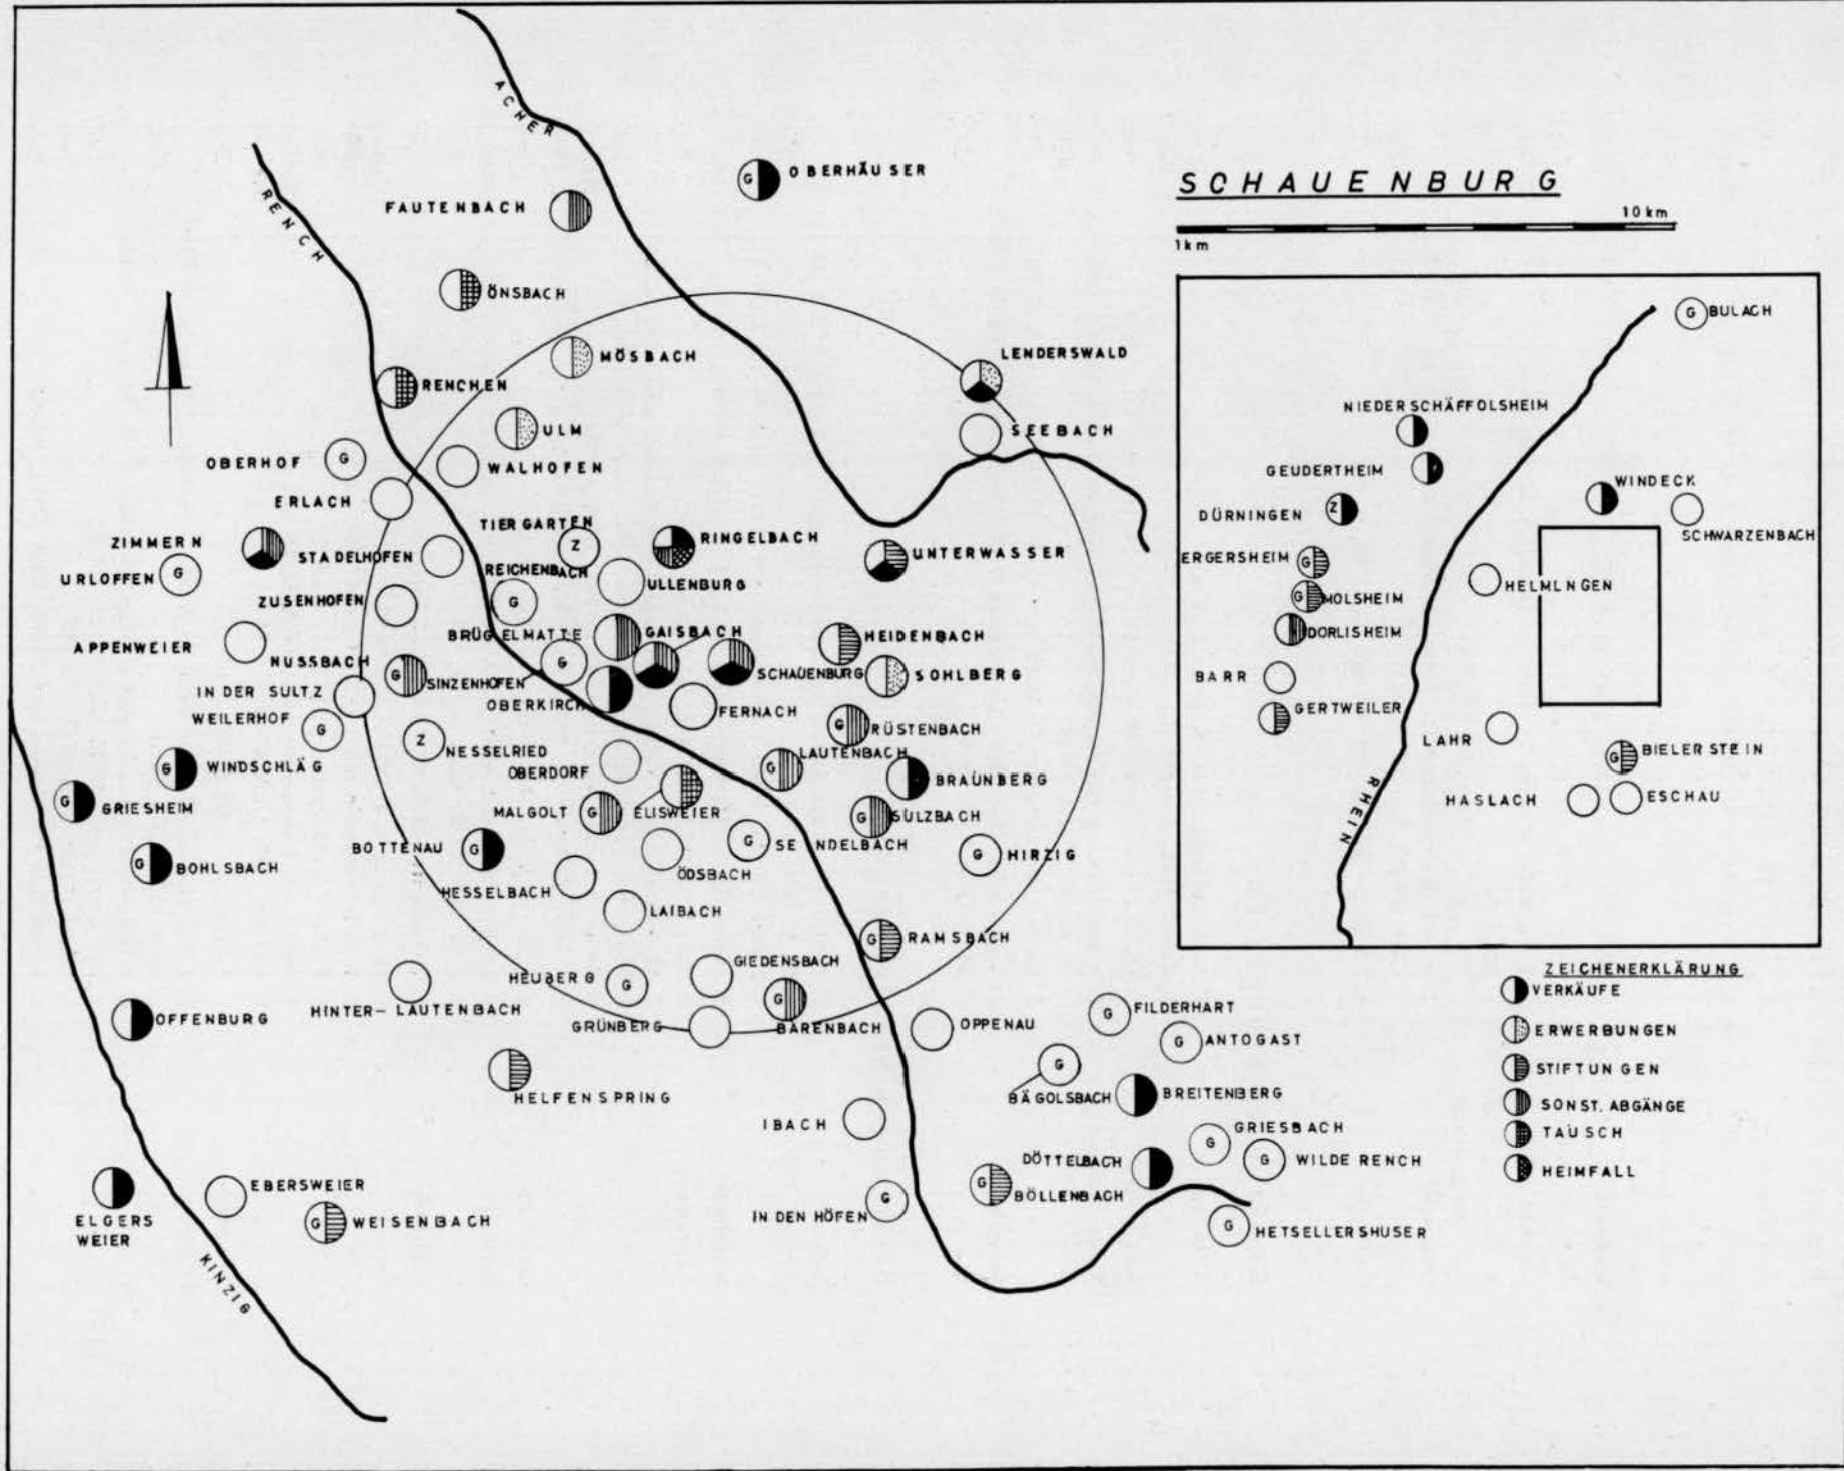 SCHAUENBURG
10 km
1 km
ACHER
RENCH
G
OBERHÄUSER
FAUTENBACH
ÖNSBACH
MÖSBACH
LENDERSWALD
RENCHEN
ULM
SEEBACH
OBERHOF
G
WALHOFEN
ERLACH
TIERGARTEN
Z
RINGELBACH
ZIMMERN
STADELHOFEN
UNTERWASSER
URLOFFEN
G
REICHENBACH
G
ULLENBURG
ZUSENHOFEN
BRÜGELMATTE
G
GAISBACH
HEIDENBACH
APPENWEIER
NUSSBACH
G
SINZENHOFEN
SCHAUENBURG
SOHLBERG
IN DER SULTZ
OBERKIRCH
FERNACH
WEILERHOF
G
G
RÜSTENBACH
Z
NESSELRIED
LAUTENBACH
G
G
WINDSCHLÄG
OBERDORF
BRAUNBERG
G
GRIESHEIM
MALGOLT
G
ELISWEIER
G
SULZBACH
BOTTENAU
G
G
SENDELBACH
G
HIRZIG
G
BOHLSBACH
ÖDSBACH
HESSELBACH
LAIBACH
G
RAMSBACH
GIEDENSBACH
HEUBERG
G
HINTER-LAUTENBACH
G
BÄRENBACH
OFFENBURG
GRÜNBERG
OPPENAU
G
FILDERHART
G
ANTOGAST
G
BÄGOLSBACH
BREITENBERG
HELFENSPRING
IBACH
G
GRIESBACH
DÖTTELBACH
G
WILDE RENCH
EBERSWEIER
G
BÖLLENBACH
ELGERS
WEIER
G
WEISENBACH
IN DEN HÖFEN
G
G
HETSELLERSHUSER
KINZIG
G
BULACH
NIEDERSCHÄFFOLSHEIM
GEUDERTHEIM
WINDECK
DÜRNINGEN
Z
SCHWARZENBACH
ERGERSHEIM
G
HELMLNGEN
G
MOLSHEIM
DORLISHEIM
BARR
GERTWEILER
LAHR
G
BIELERSTEIN
HASLACH
ESCHAU
RHEIN
ZEICHENERKLÄRUNG
VERKÄUFE
ERWERBUNGEN
STIFTUNGEN
SONST. ABGÄNGE
TAUSCH
HEIMFALL